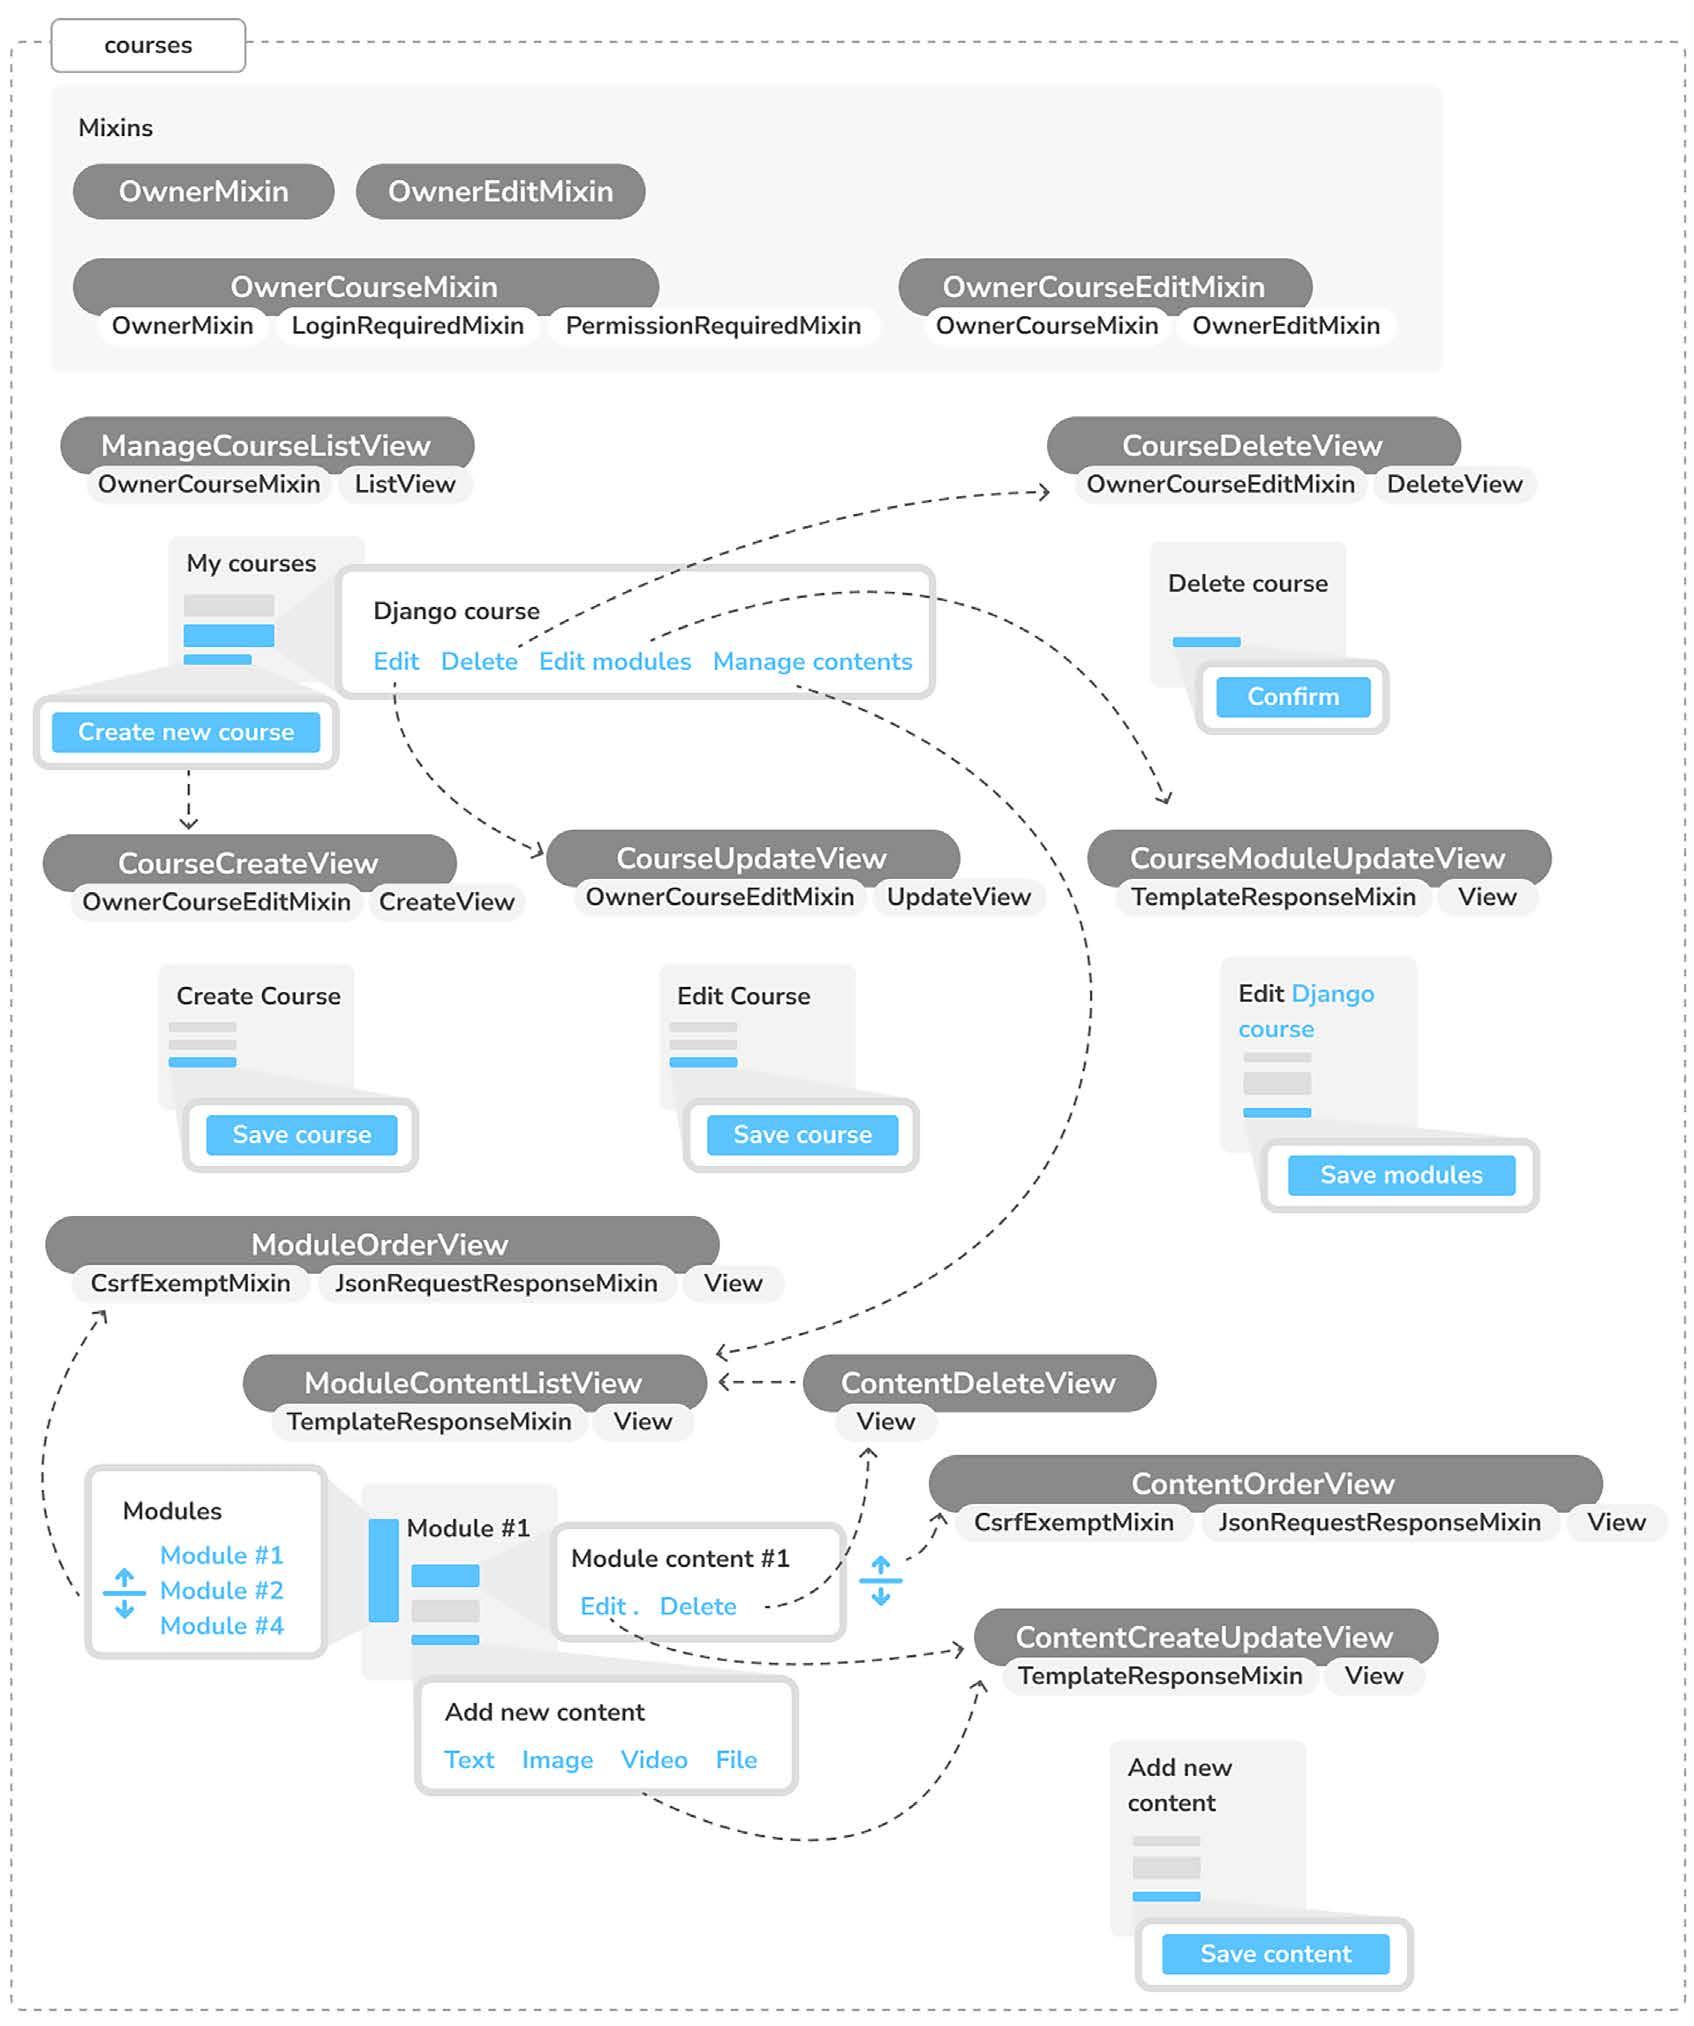 courses
Mixins
OwnerMixin
OwnerEditMixin
OwnerCourseMixin
OwnerMixin LoginRequiredMixin PermissionRequiredMixin
OwnerCourseEditMixin
OwnerCourseMixin OwnerEditMixin
ManageCourseListView
OwnerCourseMixin ListView
CourseDeleteView
OwnerCourseEditMixin DeleteView
My courses
Django course
Edit Delete Edit modules Manage contents
Create new course
Delete course
Confirm
CourseCreateView
OwnerCourseEditMixin CreateView
CourseUpdateView
OwnerCourseEditMixin UpdateView
CourseModuleUpdateView
TemplateResponseMixin View
Create Course
Save course
Edit Course
Save course
Edit Django
course
Save modules
ModuleOrderView
CsrfExemptMixin JsonRequestResponseMixin View
ModuleContentListView
TemplateResponseMixin View
ContentDeleteView
View
ContentOrderView
CsrfExemptMixin JsonRequestResponseMixin View
Modules
Module #1
Module #2
Module #4
Module #1
Module content #1
Edit . Delete
ContentCreateUpdateView
TemplateResponseMixin View
Add new content
Text Image Video File
Add new
content
Save content